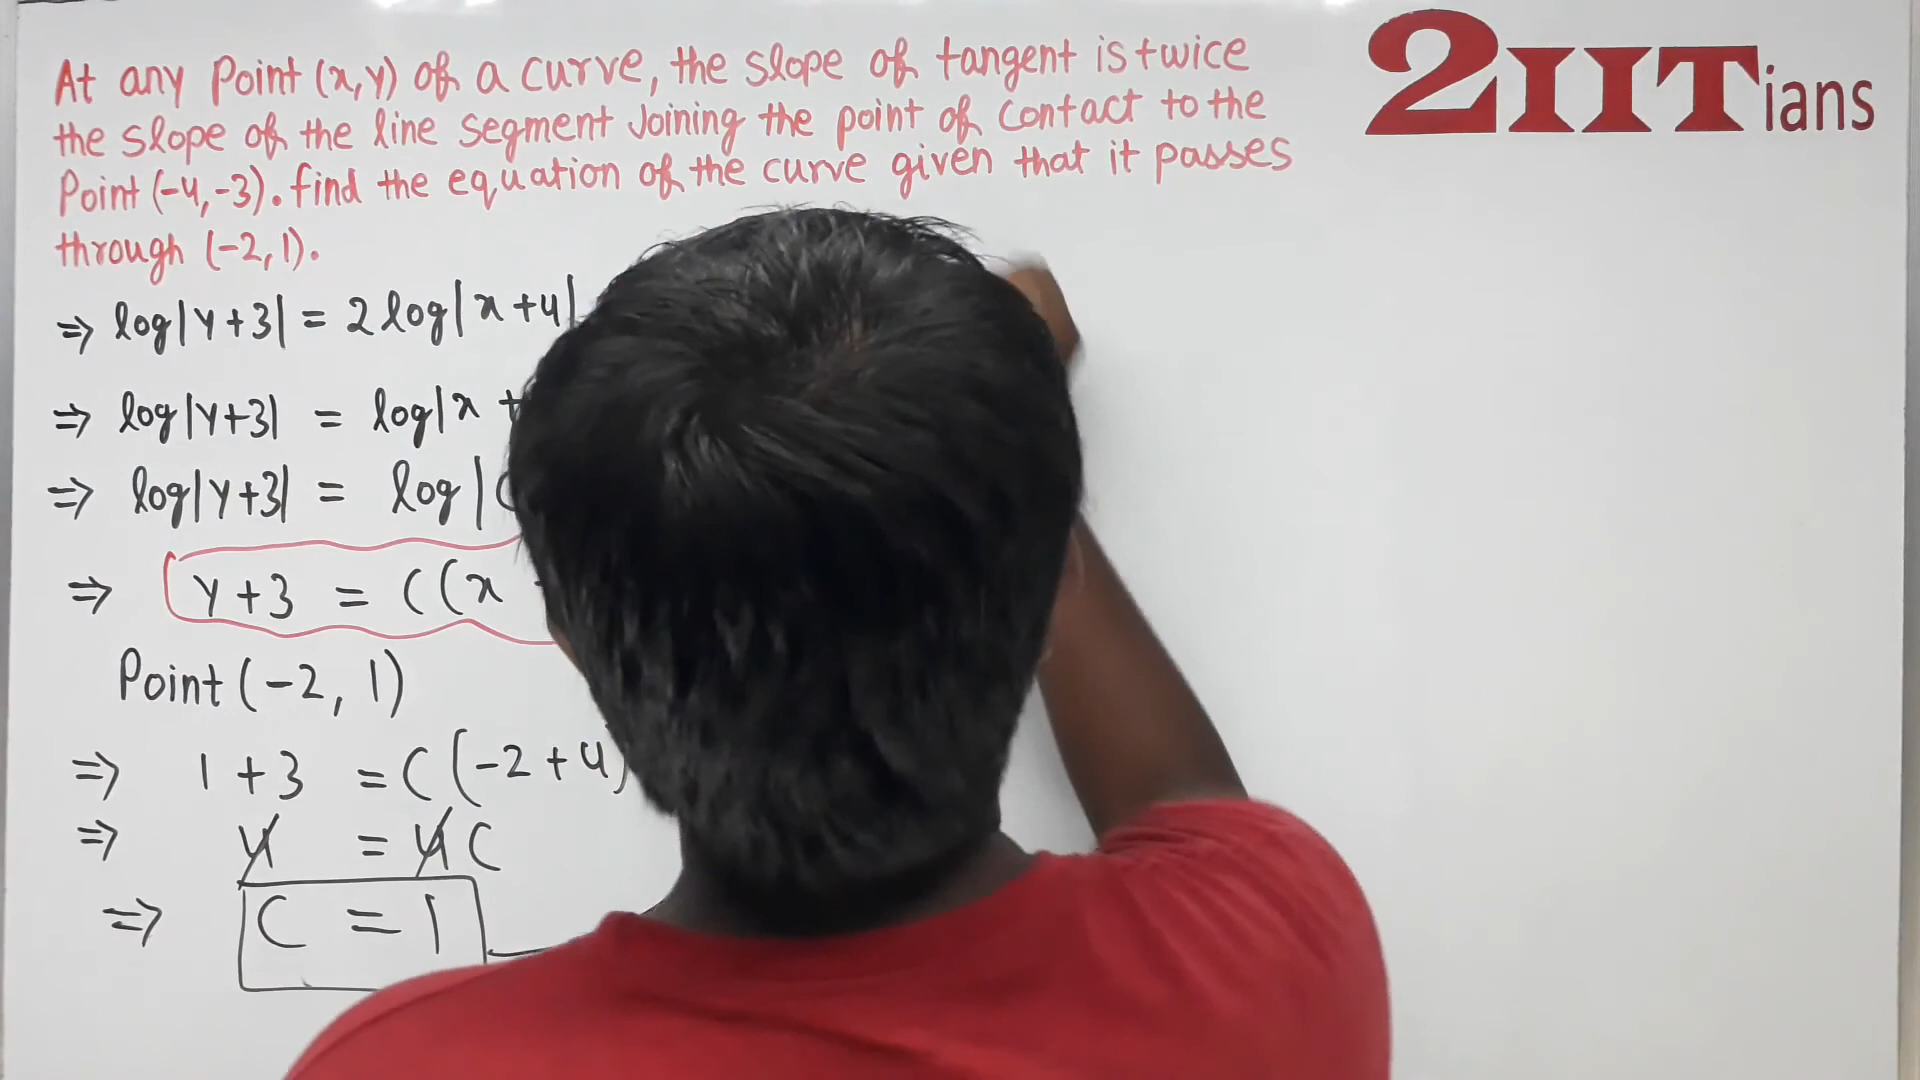 At any Point (x,y) of a curve, the slope of tangent is twice
the slope of the line segment Joining the point of contact to the
Point (-4,-3). find the equation of the curve given that it passes
through (-2,1).
2IITians
⇒ log|y+3| = 2log|x+4|
⇒ log|y+3| = log|x +
⇒ log|y+3| = log|C
⇒ y+3 = C(x
Point (-2, 1)
⇒ 1+3 = C(-2+4)
⇒ 4 = 4C
⇒ C = 1